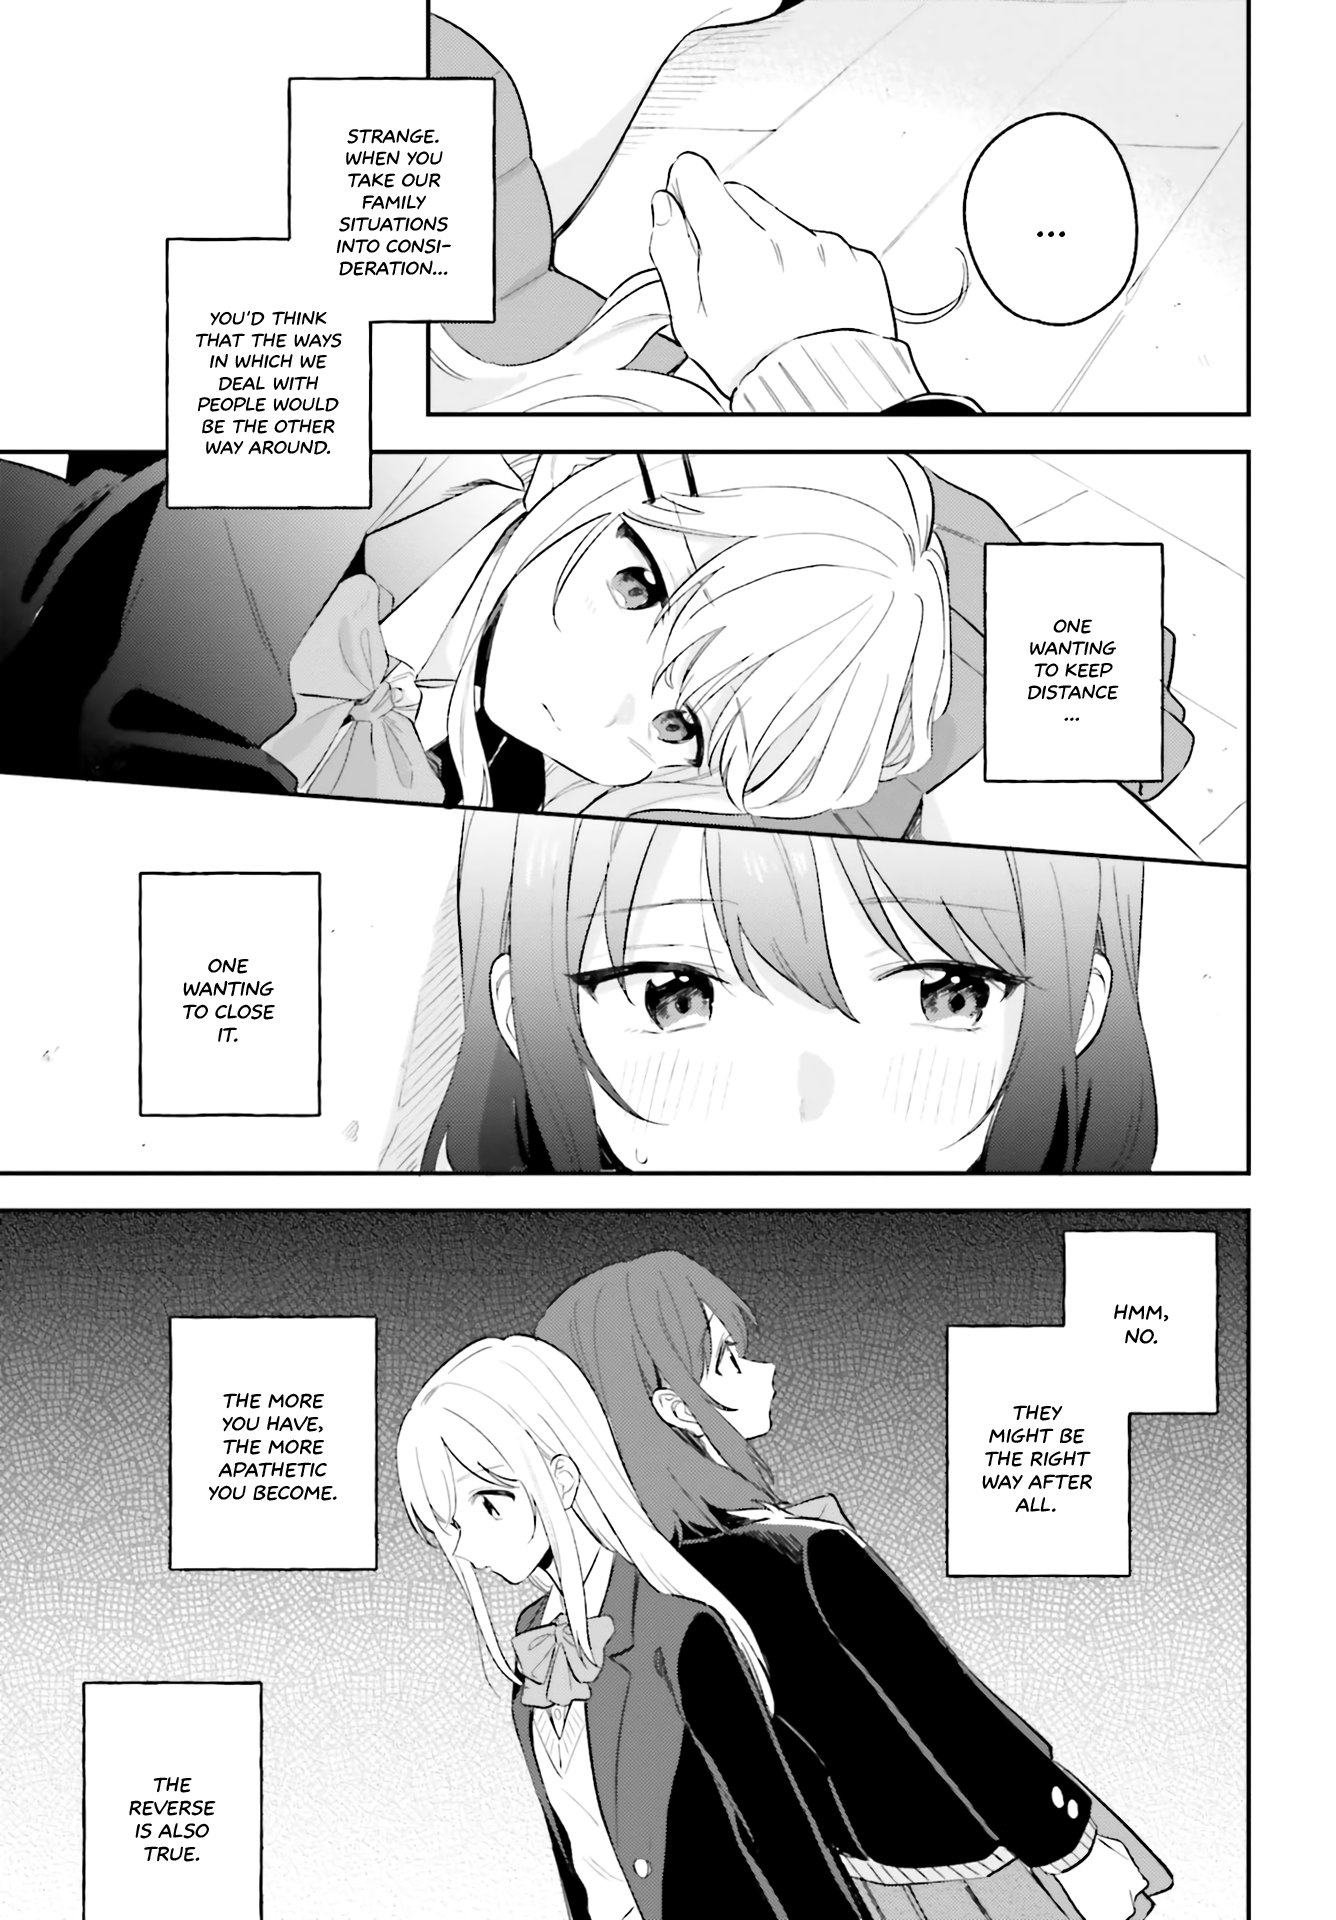 ...
STRANGE.
WHEN YOU
TAKE OUR
FAMILY
SITUATIONS
INTO CONSI-
DERATION...
YOU'D THINK
THAT THE WAYS
IN WHICH WE
DEAL WITH
PEOPLE WOULD
BE THE OTHER
WAY AROUND.
ONE
WANTING
TO KEEP
DISTANCE
...
ONE
WANTING
TO CLOSE
IT.
HMM,
NO.
THEY
MIGHT BE
THE RIGHT
WAY AFTER
ALL.
THE MORE
YOU HAVE,
THE MORE
APATHETIC
YOU BECOME.
THE
REVERSE
IS ALSO
TRUE.